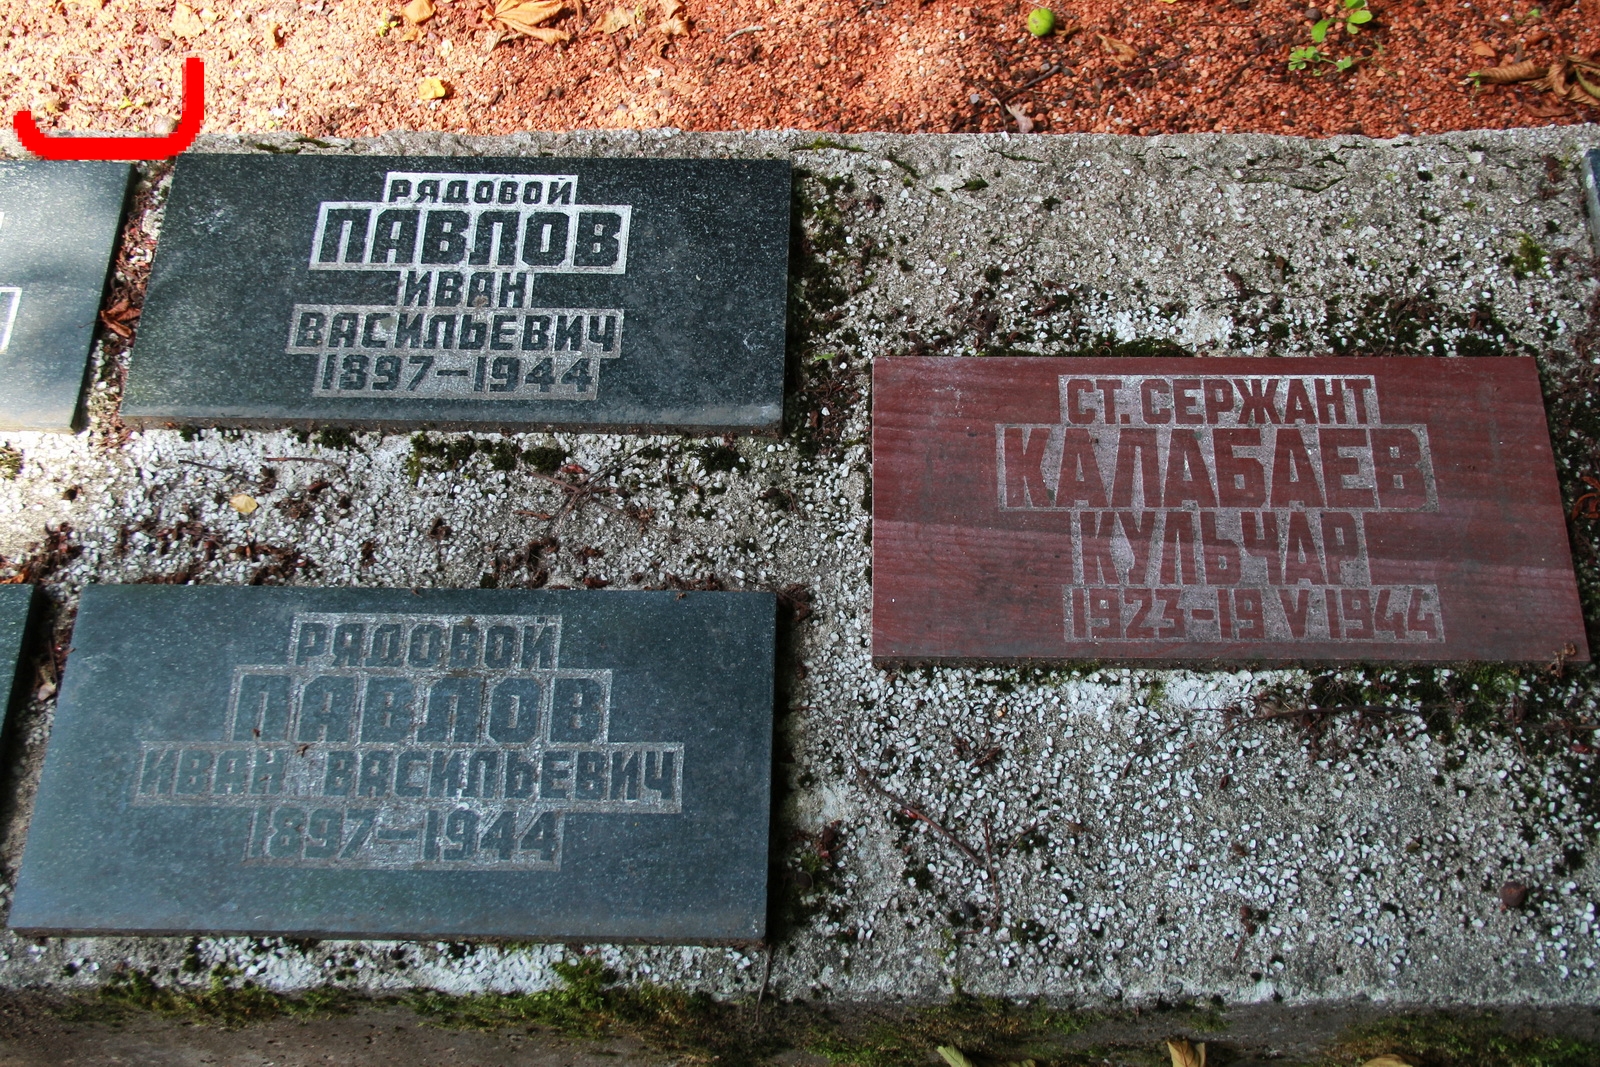 РЯДОВОЙ
ПАВЛОВ
ИВАН
ВАСИЛЬЕВИЧ
1897—1944
СТ. СЕРЖАНТ
КАЛАБАЕВ
КУЛЬЧАР
1923-19 V 1944
РЯДОВОЙ
ПАВЛОВ
ИВАН ВАСИЛЬЕВИЧ
1897—1944